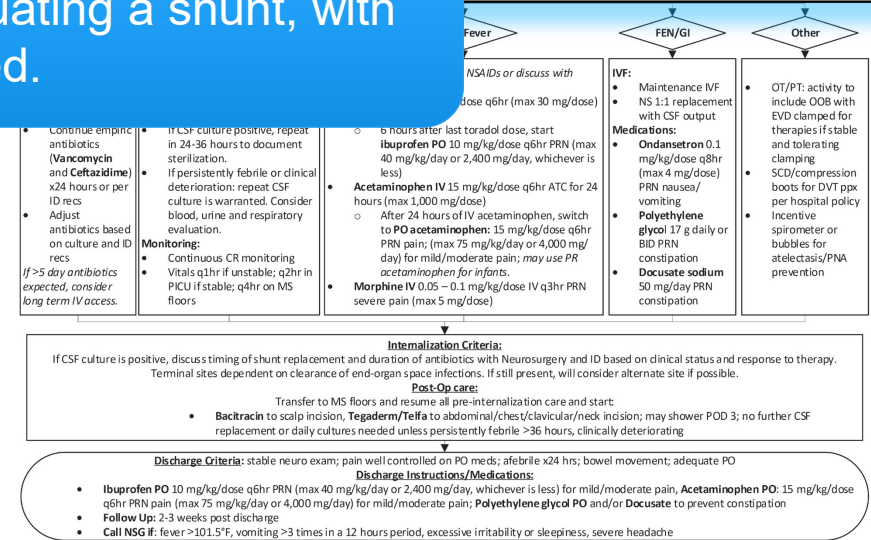 uating a shunt, with
ed.
Fever
FEN/GI
Other
Continue empiric
antibiotics
(Vancomycin
and Ceftazidime)
x24 hours or per
ID recs
• Adjust
antibiotics based
on culture and ID
recs
If >5 day antibiotics
expected, consider
long term IV access.
If CSF culture positive, repeat
in 24-36 hours to document
sterilization.
• If persistently febrile or clinical
deterioration: repeat CSF
culture is warranted. Consider
blood, urine and respiratory
evaluation.
Monitoring:
• Continuous CR monitoring
• Vitals q1hr if unstable; q2hr in
PICU if stable; q4hr on MS
floors
NSAIDs or discuss with
dose q6hr (max 30 mg/dose)
o 6 hours after last toradol dose, start
ibuprofen PO 10 mg/kg/dose q6hr PRN (max
40 mg/kg/day or 2,400 mg/day, whichever is
less)
• Acetaminophen IV 15 mg/kg/dose q6hr ATC for 24
hours (max 1,000 mg/dose)
o After 24 hours of IV acetaminophen, switch
to PO acetaminophen: 15 mg/kg/dose q6hr
PRN pain; (max 75 mg/kg/day or 4,000 mg/
day) for mild/moderate pain; may use PR
acetaminophen for infants.
• Morphine IV 0.05 – 0.1 mg/kg/dose IV q3hr PRN
severe pain (max 5 mg/dose)
IVF:
• Maintenance IVF
• NS 1:1 replacement
with CSF output
Medications:
• Ondansetron 0.1
mg/kg/dose q8hr
(max 4 mg/dose)
PRN nausea/
vomiting
• Polyethylene
glycol 17 g daily or
BID PRN
constipation
• Docusate sodium
50 mg/day PRN
constipation
• OT/PT: activity to
include OOB with
EVD clamped for
therapies if stable
and tolerating
clamping
• SCD/compression
boots for DVT ppx
per hospital policy
• Incentive
spirometer or
bubbles for
atelectasis/PNA
prevention
Internalization Criteria:
If CSF culture is positive, discuss timing of shunt replacement and duration of antibiotics with Neurosurgery and ID based on clinical status and response to therapy.
Terminal sites dependent on clearance of end-organ space infections. If still present, will consider alternate site if possible.
Post-Op care:
Transfer to MS floors and resume all pre-internalization care and start:
• Bacitracin to scalp incision, Tegaderm/Telfa to abdominal/chest/clavicular/neck incision; may shower POD 3; no further CSF
replacement or daily cultures needed unless persistently febrile >36 hours, clinically deteriorating
Discharge Criteria: stable neuro exam; pain well controlled on PO meds; afebrile x24 hrs; bowel movement; adequate PO
Discharge Instructions/Medications:
• Ibuprofen PO 10 mg/kg/dose q6hr PRN (max 40 mg/kg/day or 2,400 mg/day, whichever is less) for mild/moderate pain, Acetaminophen PO: 15 mg/kg/dose
q6hr PRN pain (max 75 mg/kg/day or 4,000 mg/day) for mild/moderate pain; Polyethylene glycol PO and/or Docusate to prevent constipation
• Follow Up: 2-3 weeks post discharge
• Call NSG if: fever >101.5°F, vomiting >3 times in a 12 hours period, excessive irritability or sleepiness, severe headache